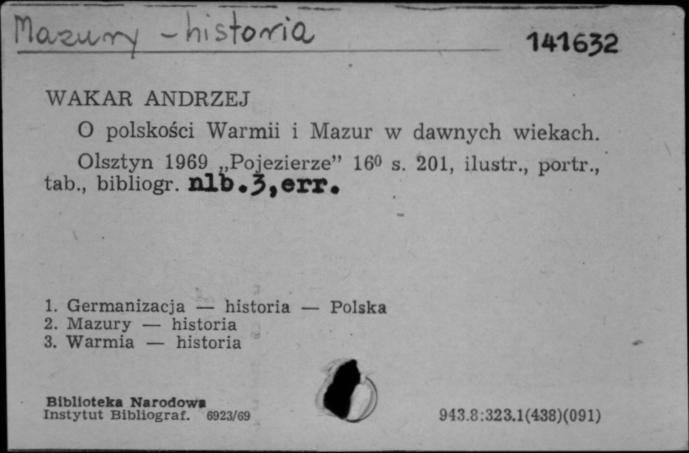 Mazury - historia
141632
WAKAR ANDRZEJ
O polskości Warmii i Mazur w dawnych wiekach.
Olsztyn 1969 „Pojezierze” 16⁰ s. 201, ilustr., portr.,
tab., bibliogr. nlb.3,err.
1. Germanizacja — historia — Polska
2. Mazury — historia
3. Warmia — historia
Biblioteka Narodowa
Instytut Bibliograf. 6923/69
943.8:323.1(438)(091)